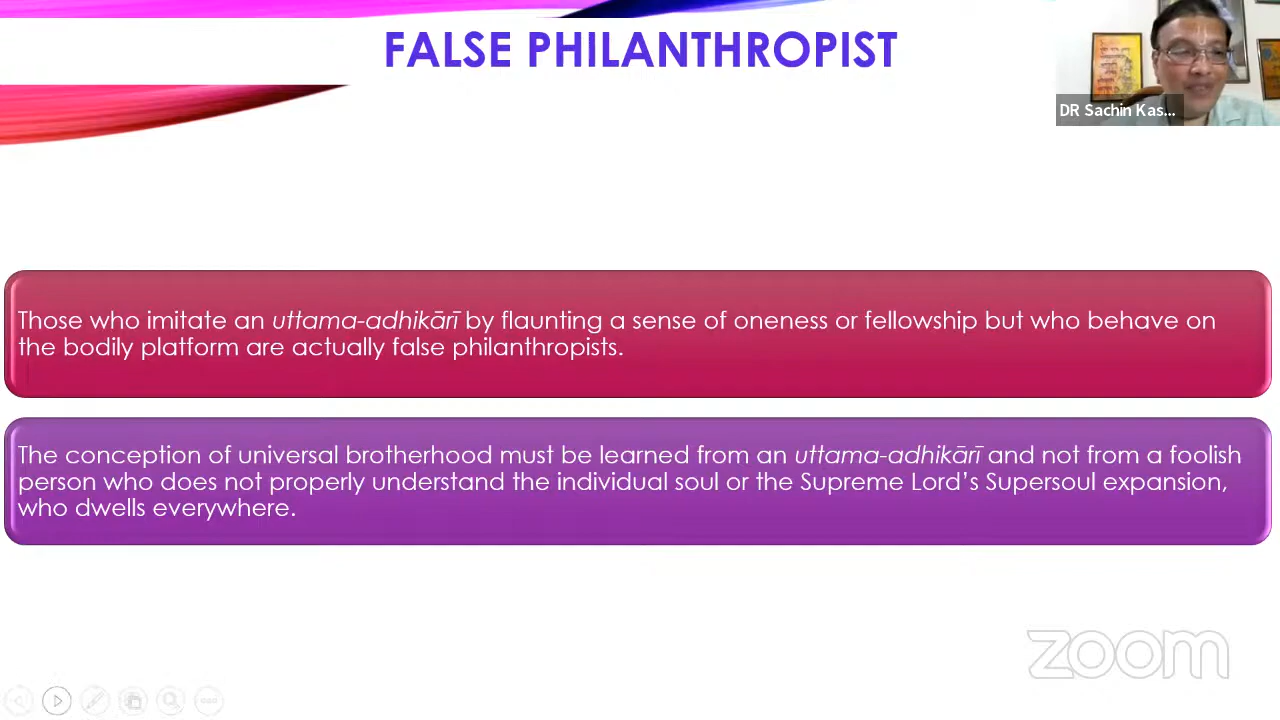 FALSE PHILANTHROPIST
DR Sachin Kas...
Those who imitate an uttama-adhikārī by flaunting a sense of oneness or fellowship but who behave on
the bodily platform are actually false philanthropists.
The conception of universal brotherhood must be learned from an uttama-adhikārī and not from a foolish
person who does not properly understand the individual soul or the Supreme Lord’s Supersoul expansion,
who dwells everywhere.
zoom